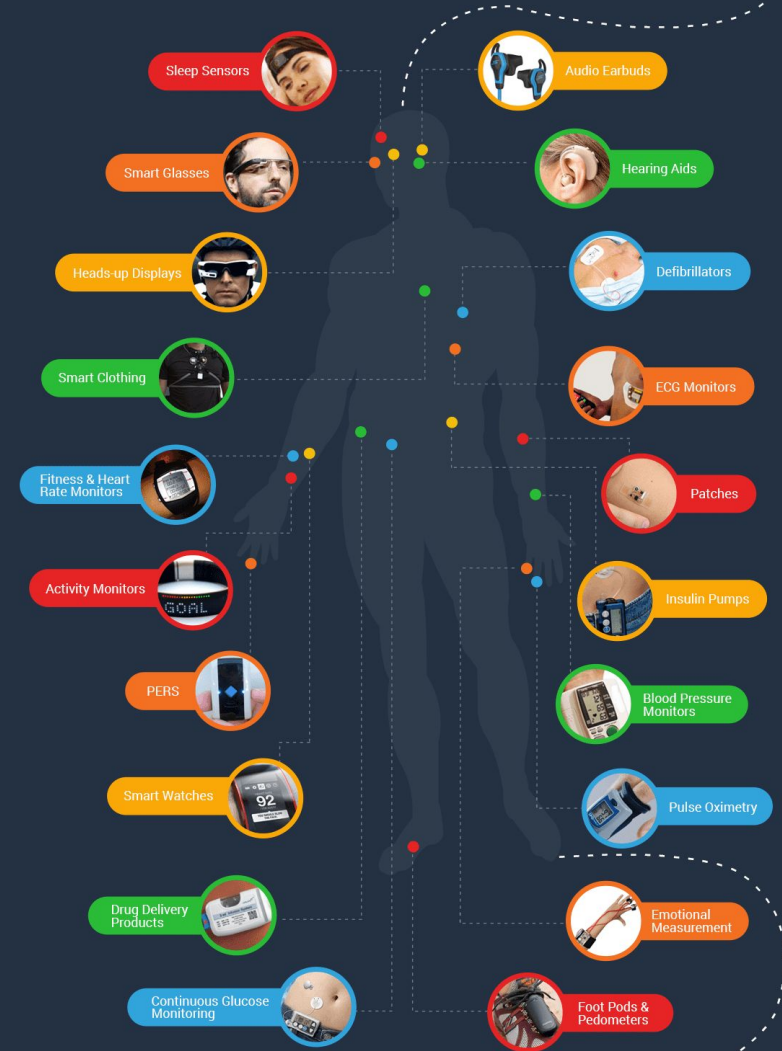 Sleep Sensors
Audio Earbuds
Smart Glasses
Hearing Aids
Heads-up Displays
Defibrillators
Smart Clothing
ECG Monitors
Fitness & Heart
Rate Monitors
Patches
Activity Monitors
GOAL
Insulin Pumps
PERS
Blood Pressure
Monitors
Smart Watches
92
Pulse Oximetry
Drug Delivery
Products
Emotional
Measurement
Continuous Glucose
Monitoring
Foot Pods &
Pedometers